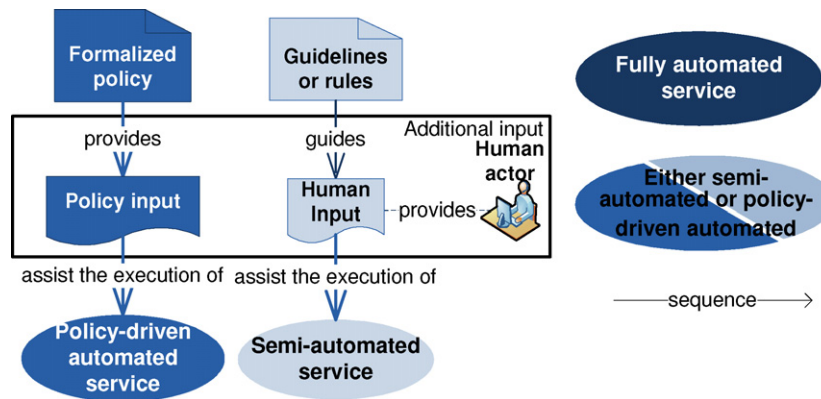 Formalized
policy
Guidelines
or rules
Fully automated
service
provides
guides
Additional input
Human
actor
Policy input
Human
Input
provides
Either semi-
automated or policy-
driven automated
assist the execution of
assist the execution of
sequence
Policy-driven
automated
service
Semi-automated
service